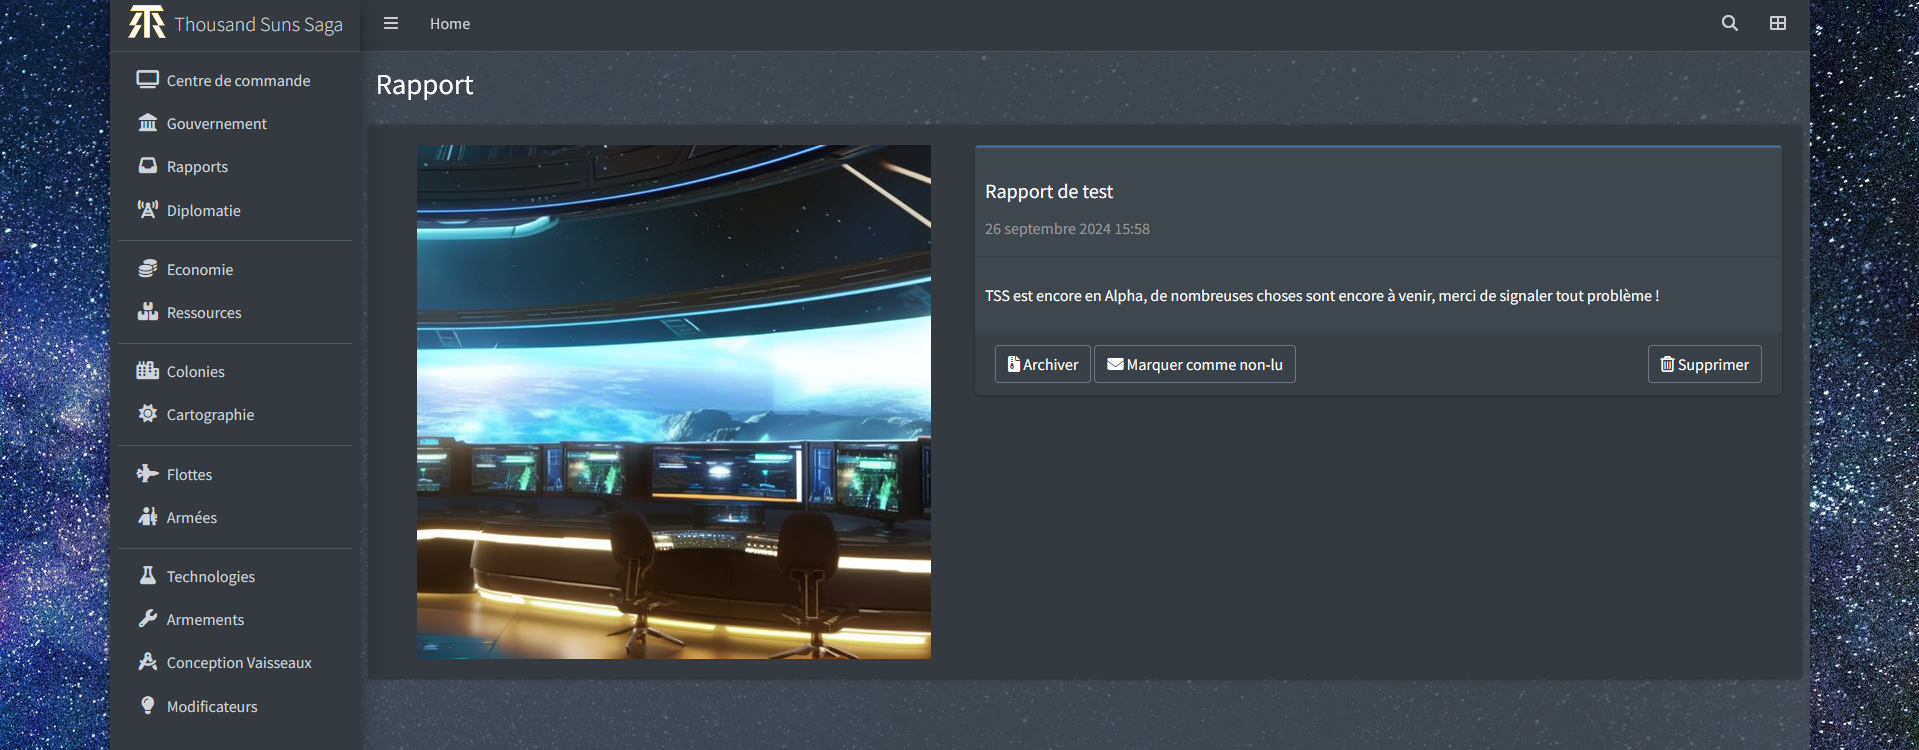 Thousand Suns Saga
Home
Centre de commande
Gouvernement
Rapports
Diplomatie
Economie
Ressources
Colonies
Cartographie
Flottes
Armées
Technologies
Armements
Conception Vaisseaux
Modificateurs
Rapport
Rapport de test
26 septembre 2024 15:58
TSS est encore en Alpha, de nombreuses choses sont encore à venir, merci de signaler tout problème !
Archiver
Marquer comme non-lu
Supprimer